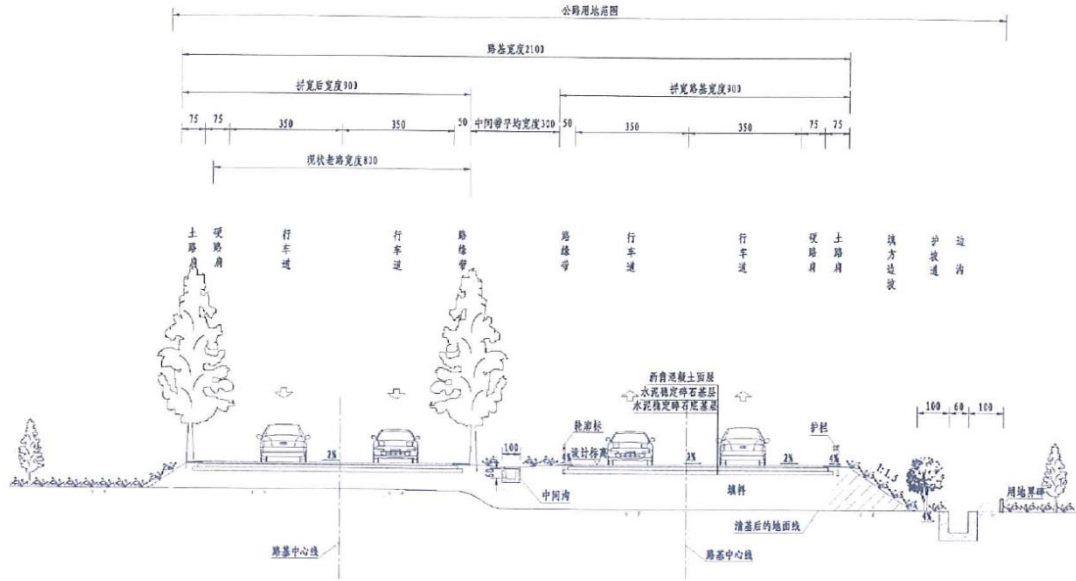 公路用地范围
路基宽度2100
拼宽后宽度900
拼宽路基宽度900
75 75 350 350 50 中间带平均宽度300 50 350 350 75 75
现状老路宽度800
土路肩
硬路肩
行车道
行车道
路缘带
路缘带
行车道
行车道
硬路肩
土路肩
填方边坡
护坡道
边沟
沥青混凝土面层
水泥稳定碎石基层
水泥稳定碎石底基层
100 60 100
轮廓标
护栏
100
设计标高
2%
4%
3%
2%
4%
1:1.5
中间沟
填料
用地界碑
清基后的地面线
4%
路基中心线
路基中心线